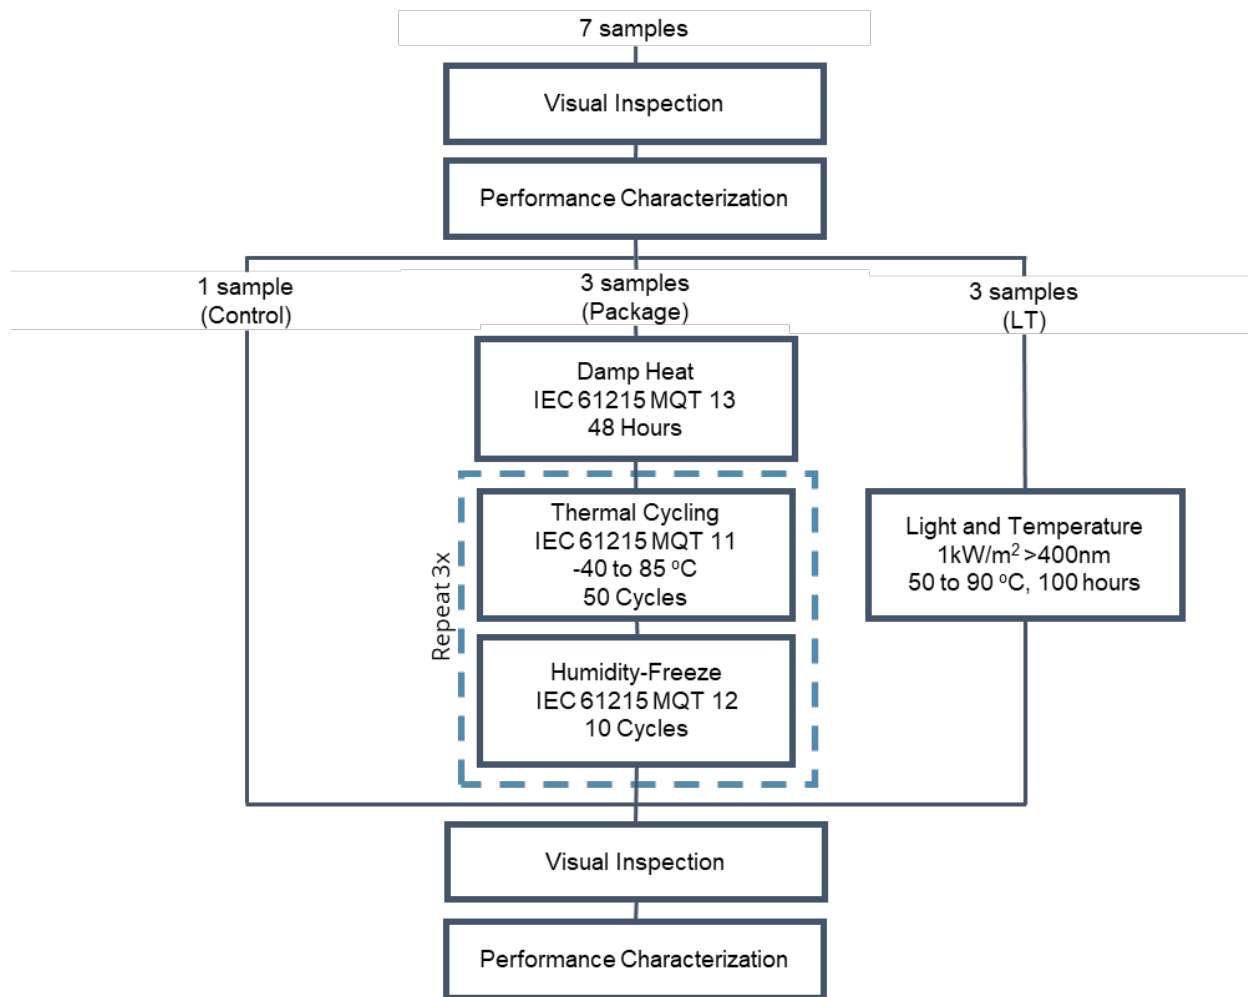 7 samples
Visual Inspection
Performance Characterization
1 sample
(Control)
3 samples
(Package)
3 samples
(LT)
Damp Heat
IEC 61215 MQT 13
48 Hours
Repeat 3x
Thermal Cycling
IEC 61215 MQT 11
-40 to 85 ºC
50 Cycles
Humidity-Freeze
IEC 61215 MQT 12
10 Cycles
Light and Temperature
1kW/m² >400nm
50 to 90 ºC, 100 hours
Visual Inspection
Performance Characterization